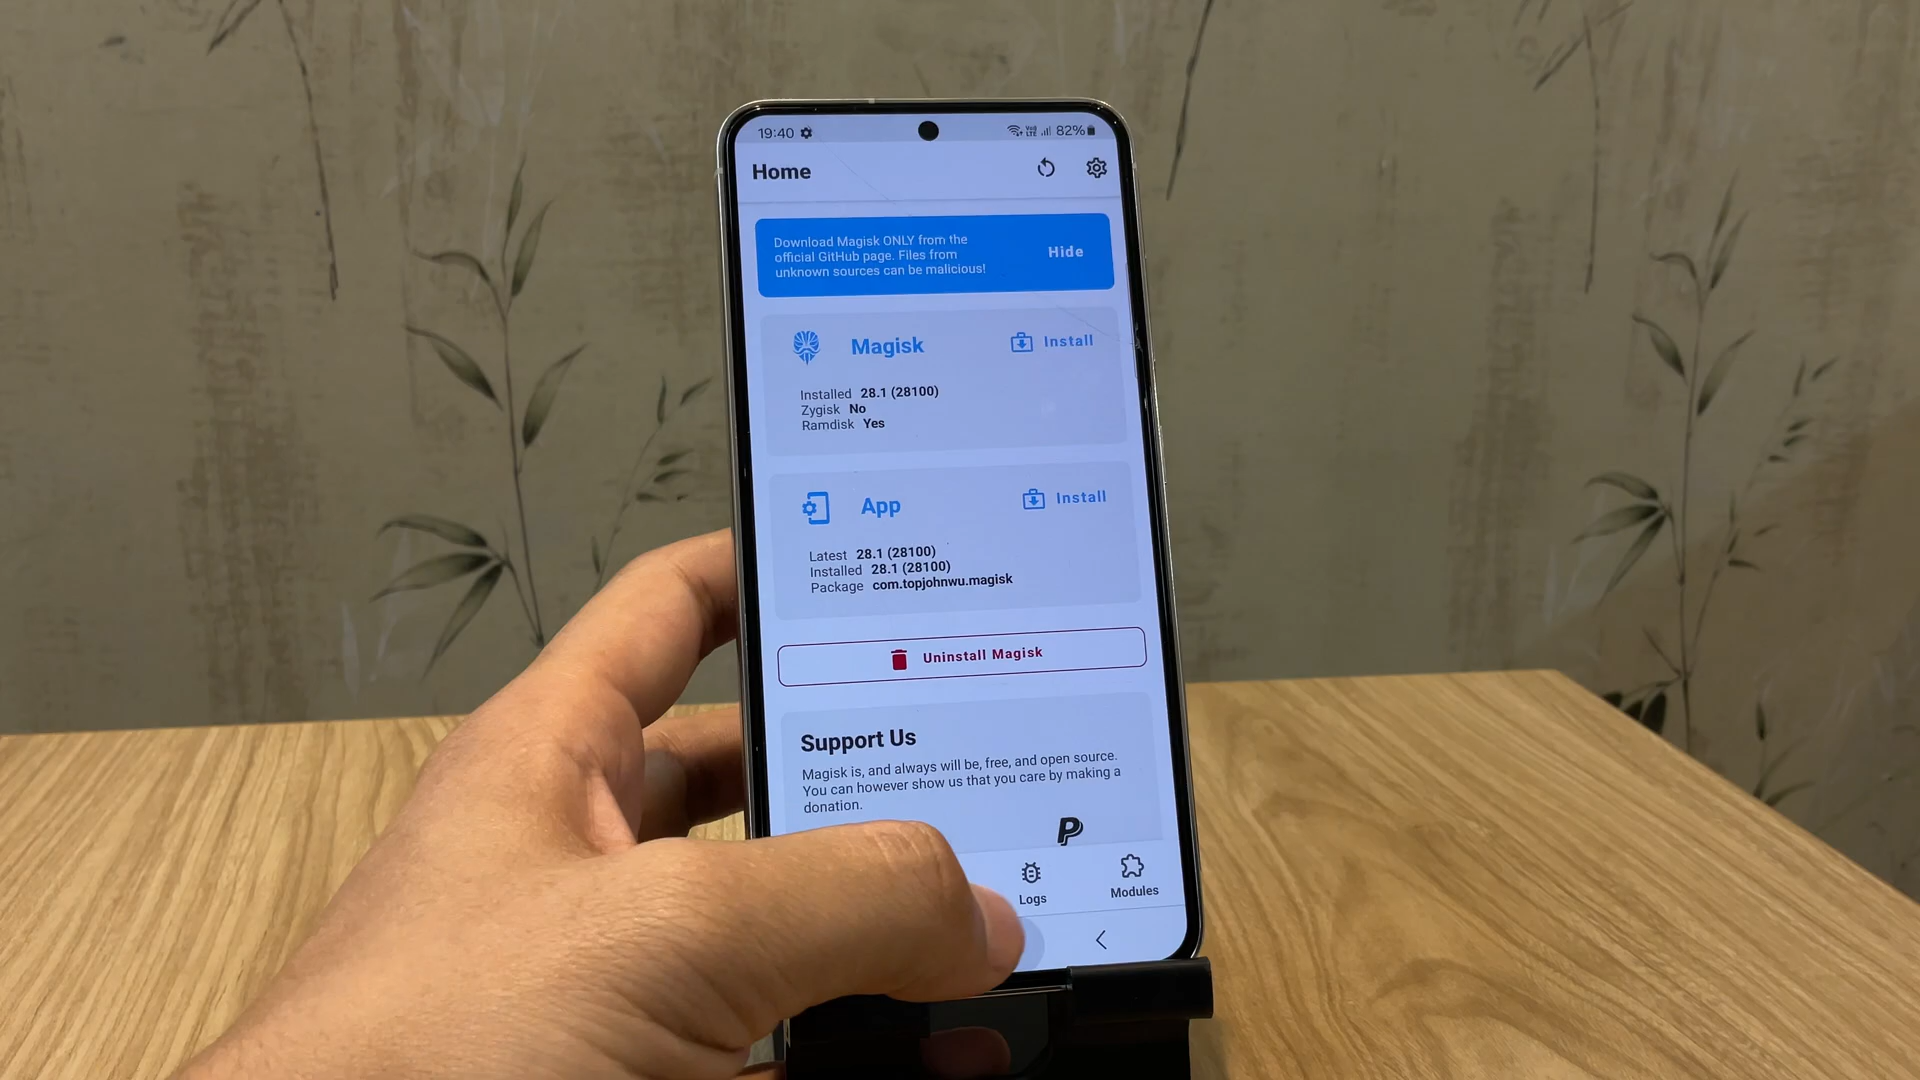 19:40 Vo) LTE 82%
Home
Download Magisk ONLY from the
official GitHub page. Files from
unknown sources can be malicious!
Hide
Magisk
Install
Installed 28.1 (28100)
Zygisk No
Ramdisk Yes
App
Install
Latest 28.1 (28100)
Installed 28.1 (28100)
Package com.topjohnwu.magisk
Uninstall Magisk
Support Us
Magisk is, and always will be, free, and open source.
You can however show us that you care by making a
donation.
Logs
Modules